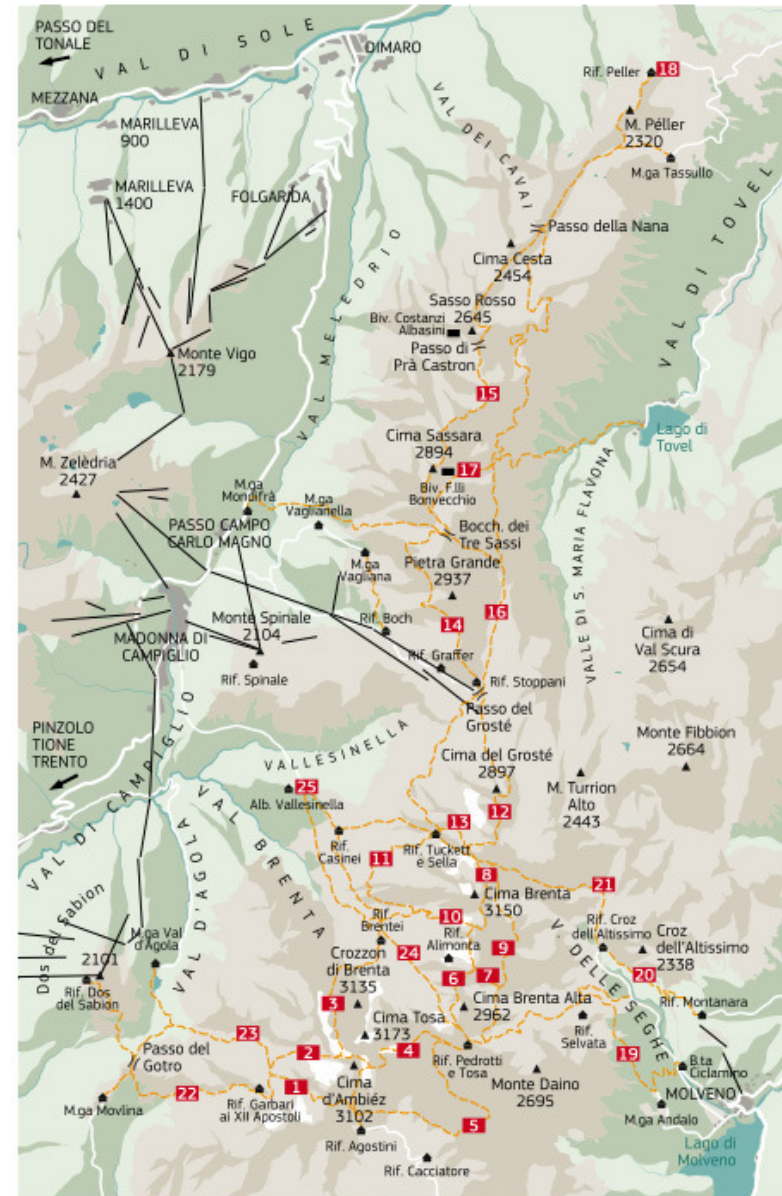 PASSO DEL
TONALE
VAL DI SOLE
DIMARO
MEZZANA
MARILLEVA
900
MARILLEVA
1400
FOLGARIDA
VAL DEI CAVAI
Rif. Peller
18
M. Péller
2320
M.ga Tassullo
Passo della Nana
Cima Cesta
2454
VAL DI TOVEL
VAL MELEDRIO
Sasso Rosso
2645
Biv. Costanzi
Albasini
Passo di
Prà Castron
Monte Vigo
2179
15
Lago di
Tovel
Cima Sassara
2894
17
Biv. F.lli
Bonvecchio
M. Zelèdria
2427
M.ga
Mondifrà
M.ga
Vaglianella
PASSO CAMPO
CARLO MAGNO
Bocch. dei
Tre Sassi
M.ga
Vagliana
Pietra Grande
2937
16
VALLE DI S. MARIA FLAVONA
Cima di
Val Scura
2654
MADONNA DI
CAMPIGLIO
Monte Spinale
2104
Rif. Spinale
Rif. Boch
14
Rif. Graffer
Rif. Stoppani
Passo del
Grosté
PINZOLO
TIONE
TRENTO
VALLESINELLA
Cima del Grosté
2897
Monte Fibbion
2664
M. Turrion
Alto
2443
VAL DI CAMPIGLIO
25
Alb. Vallesinella
12
13
Rif.
Casinei
Rif. Tuckett
e Sella
11
VAL BRENTA
VAL D'AGOLA
8
21
Cima Brenta
3150
10
Rif.
Brentei
Rif.
Alimonta
9
24
Rif. Croz
dell'Altissimo
Croz
dell'Altissimo
2338
Dos del Sabion
2101
M.ga Val
d'Agola
Rif. Dos
del Sabion
Crozzon
di Brenta
3135
6
7
V. DELLE SEGHE
20
Rif. Montanara
3
Cima Tosa
3173
Cima Brenta Alta
2962
Rif.
Selvata
23
2
4
Rif. Pedrotti
e Tosa
19
B.ta
Ciclamino
Passo del
Gotro
22
1
Rif. Garbari
ai XII Apostoli
Cima
d'Ambiéz
3102
Monte Daino
2695
MOLVENO
M.ga Movlina
5
M.ga Andalo
Rif. Agostini
Rif. Cacciatore
Lago di
Molveno